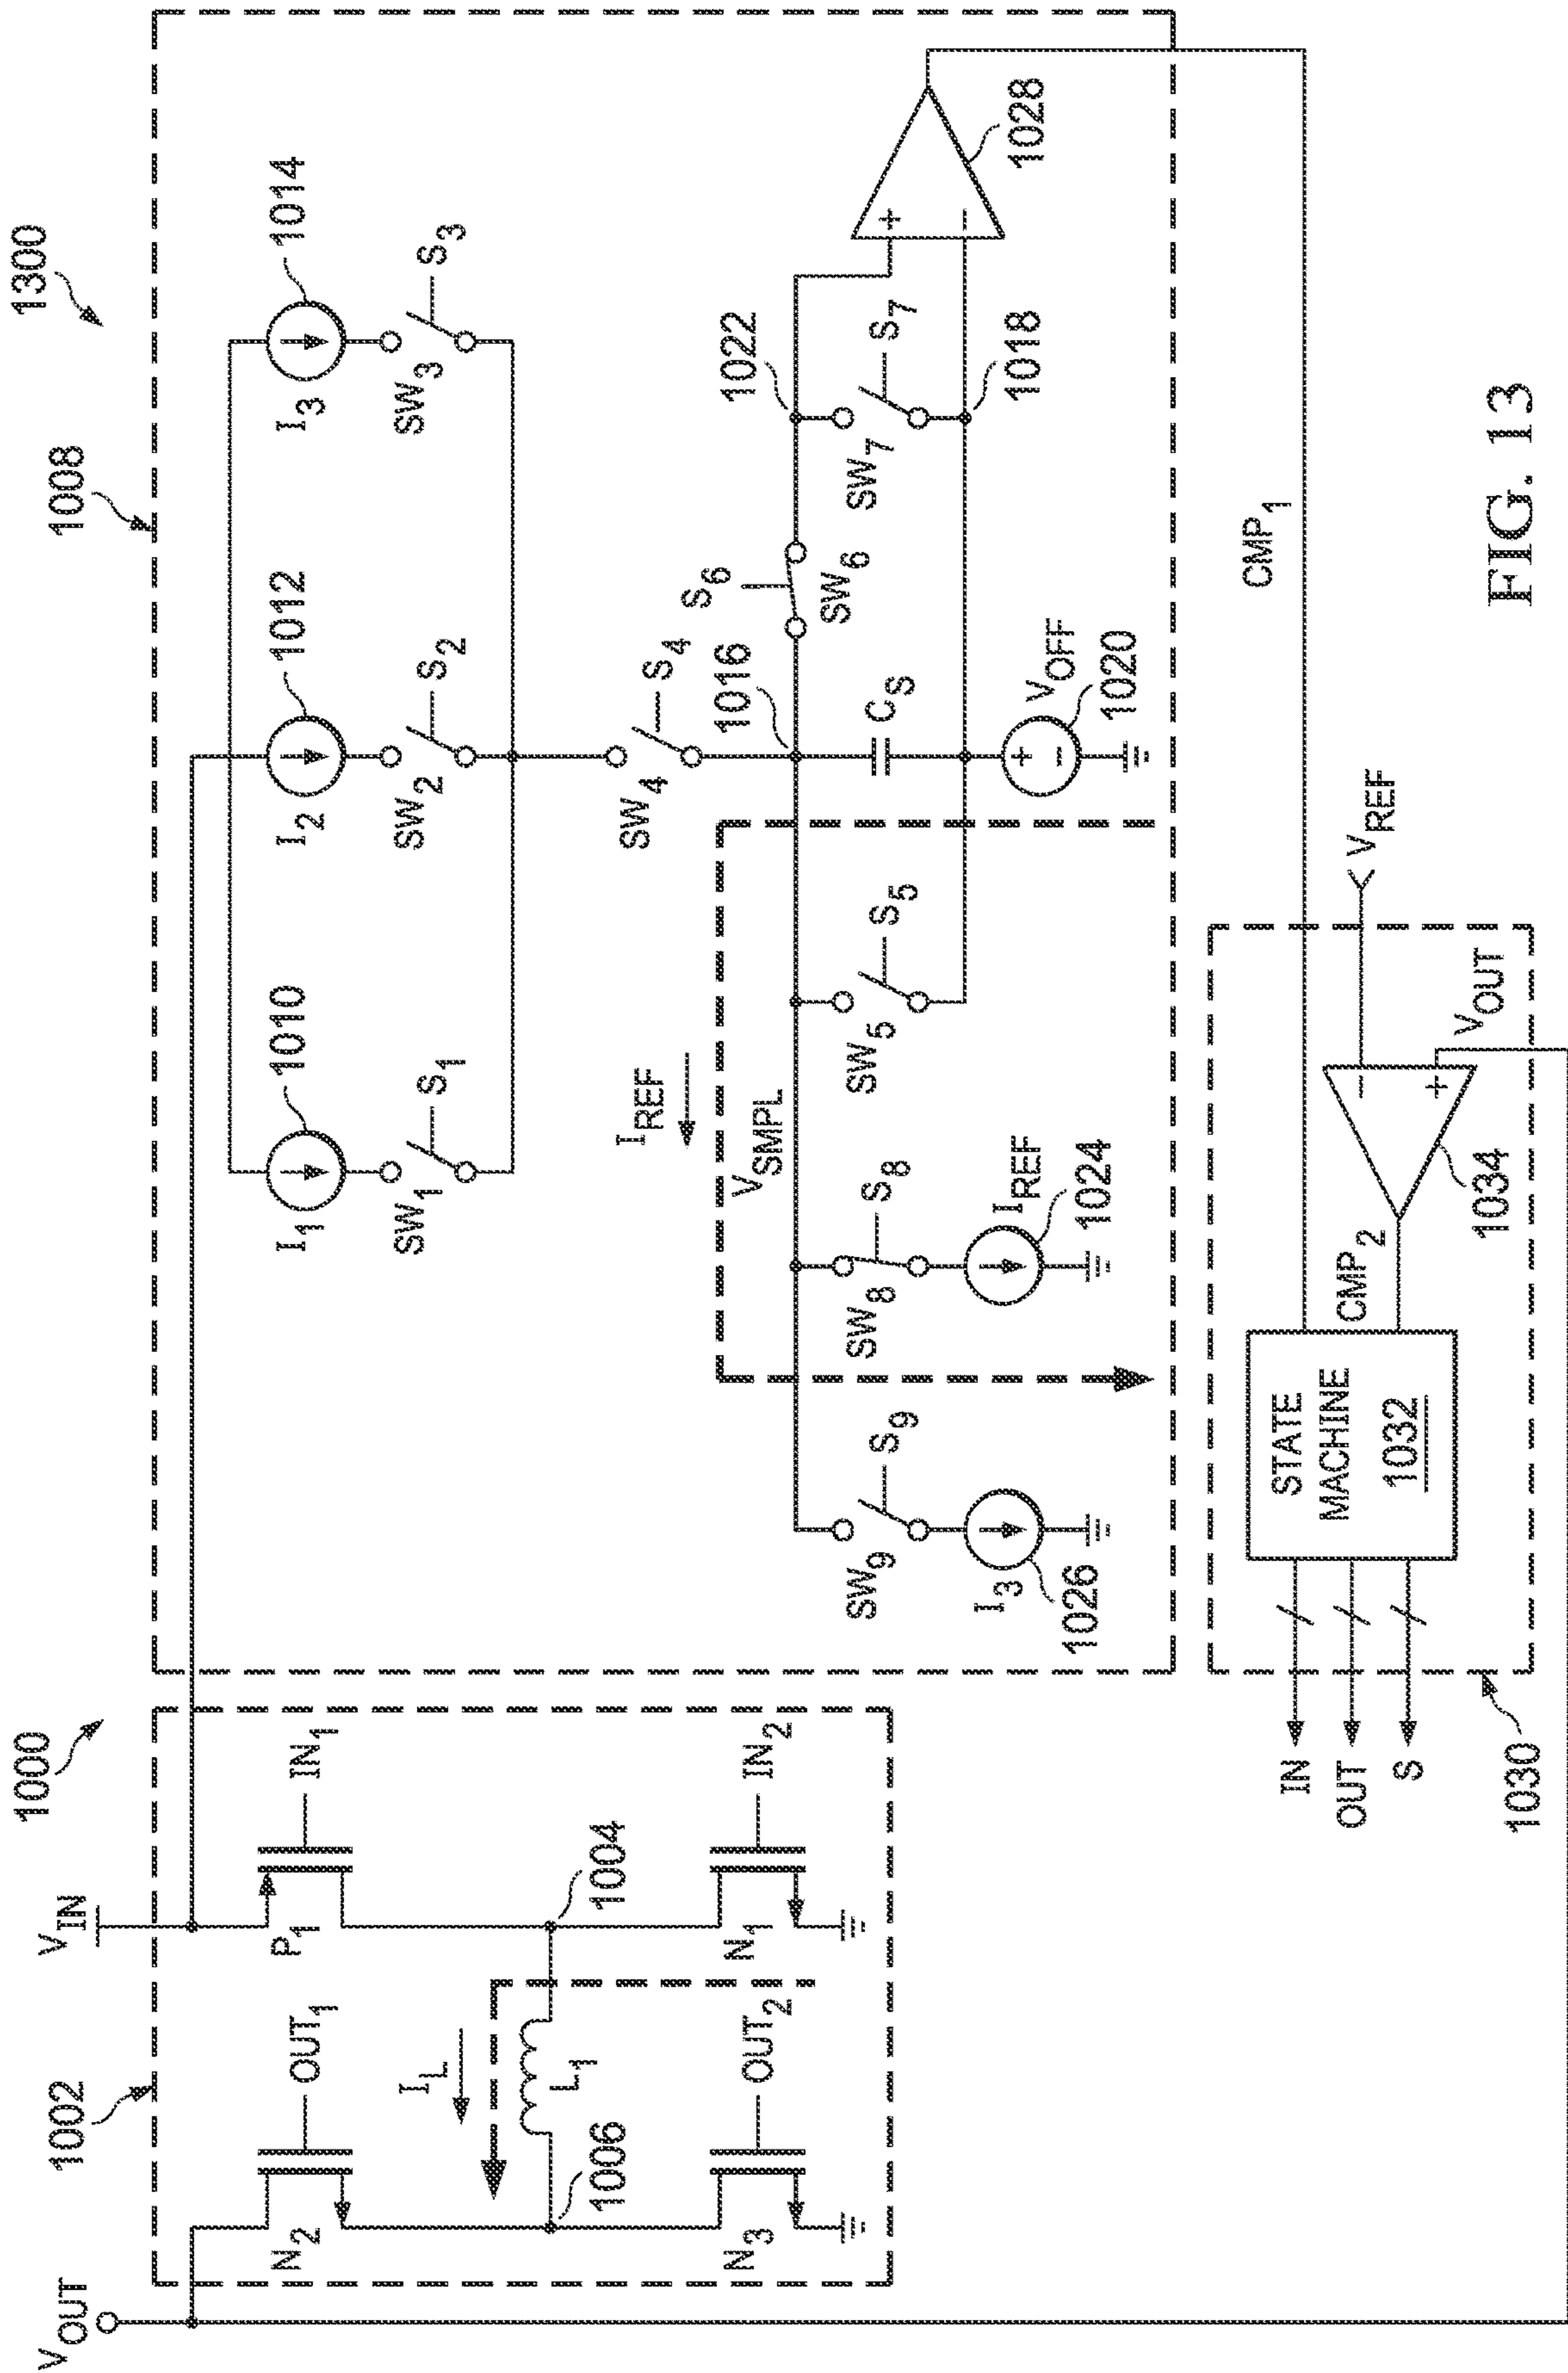 1300
1008
1014
I3
S3
SW3
1012
I2
S2
SW2
1010
I1
S1
SW1
S4
SW4
1016
S6
SW6
1022
S7
SW7
1018
+
−
1028
CS
VOFF
+
−
1020
IREF
VSMPL
S5
SW5
S8
SW8
IREF
1024
S9
SW9
I3
1026
CMP1
VREF
VOUT
−
+
1034
CMP2
STATE
MACHINE
1032
IN
OUT
S
1030
1000
VIN
IN1
P1
1004
IN2
N1
1002
OUT1
N2
IL
L1
1006
OUT2
N3
VOUT
FIG. 13